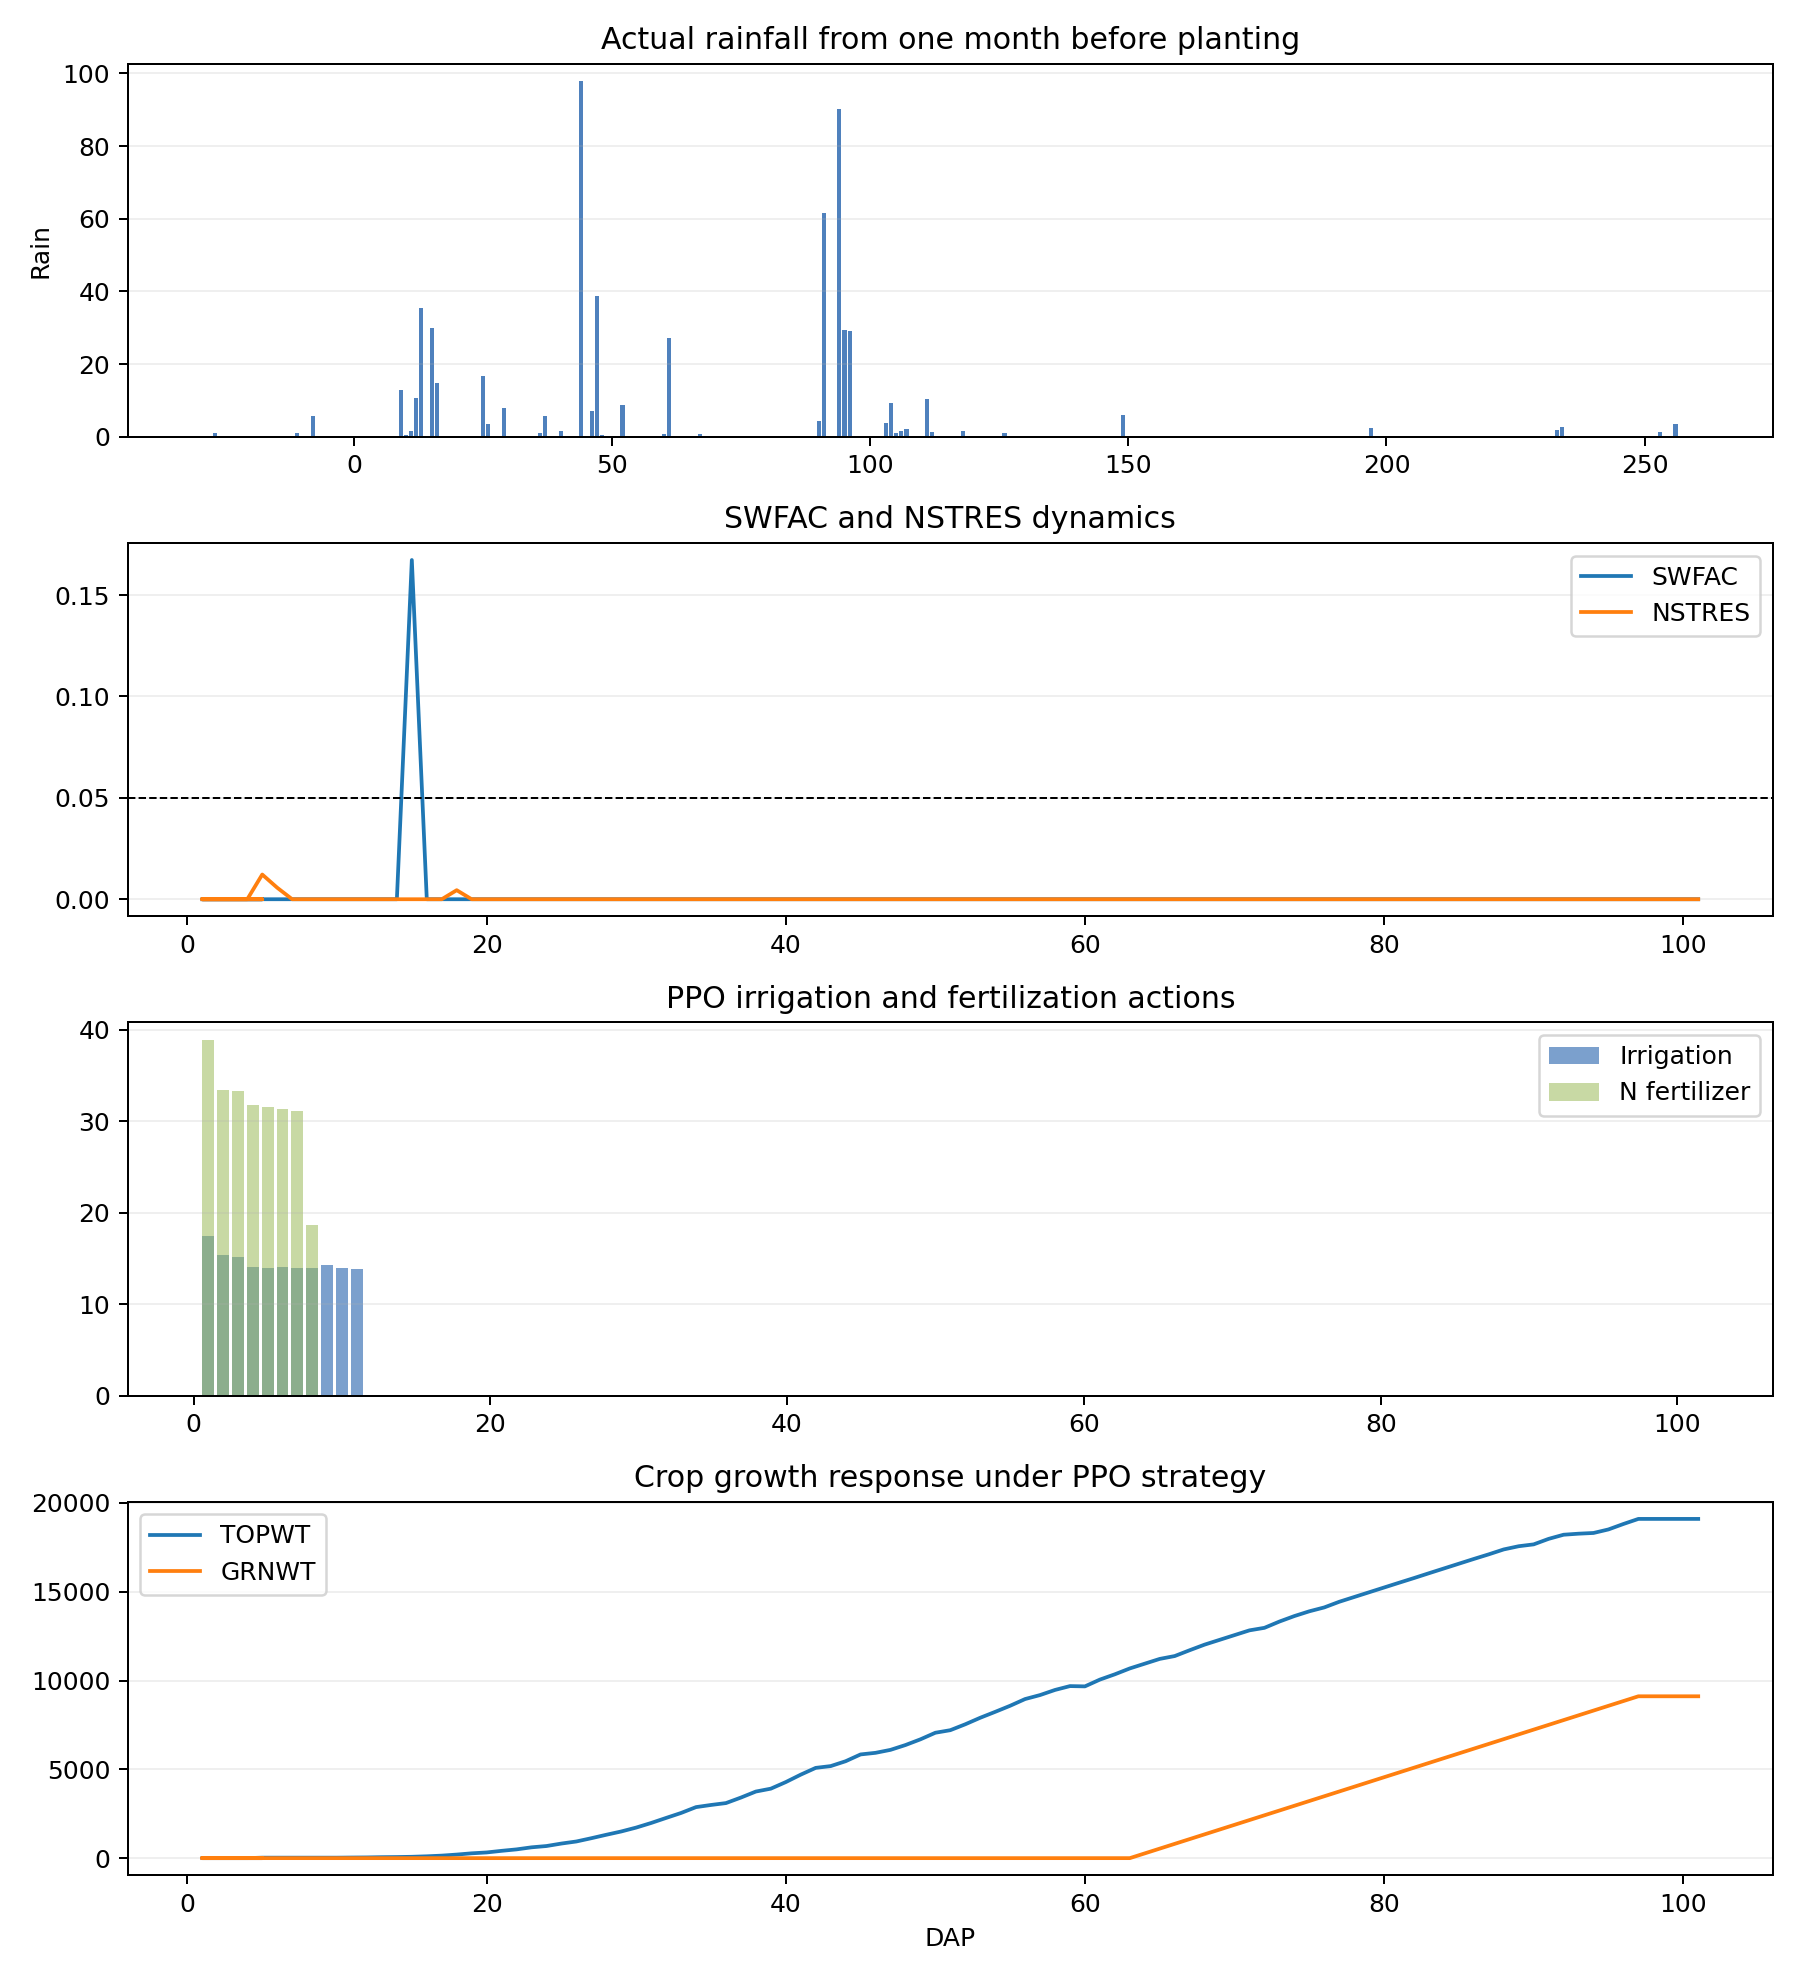 Actual rainfall from one month before planting
100
80
60
40
20
0
Rain
0 50 100 150 200 250
SWFAC and NSTRES dynamics
0.15
0.10
0.05
0.00
SWFAC
NSTRES
0 20 40 60 80 100
PPO irrigation and fertilization actions
40
30
20
10
0
Irrigation
N fertilizer
0 20 40 60 80 100
Crop growth response under PPO strategy
20000
15000
10000
5000
0
TOPWT
GRNWT
0 20 40 60 80 100
DAP